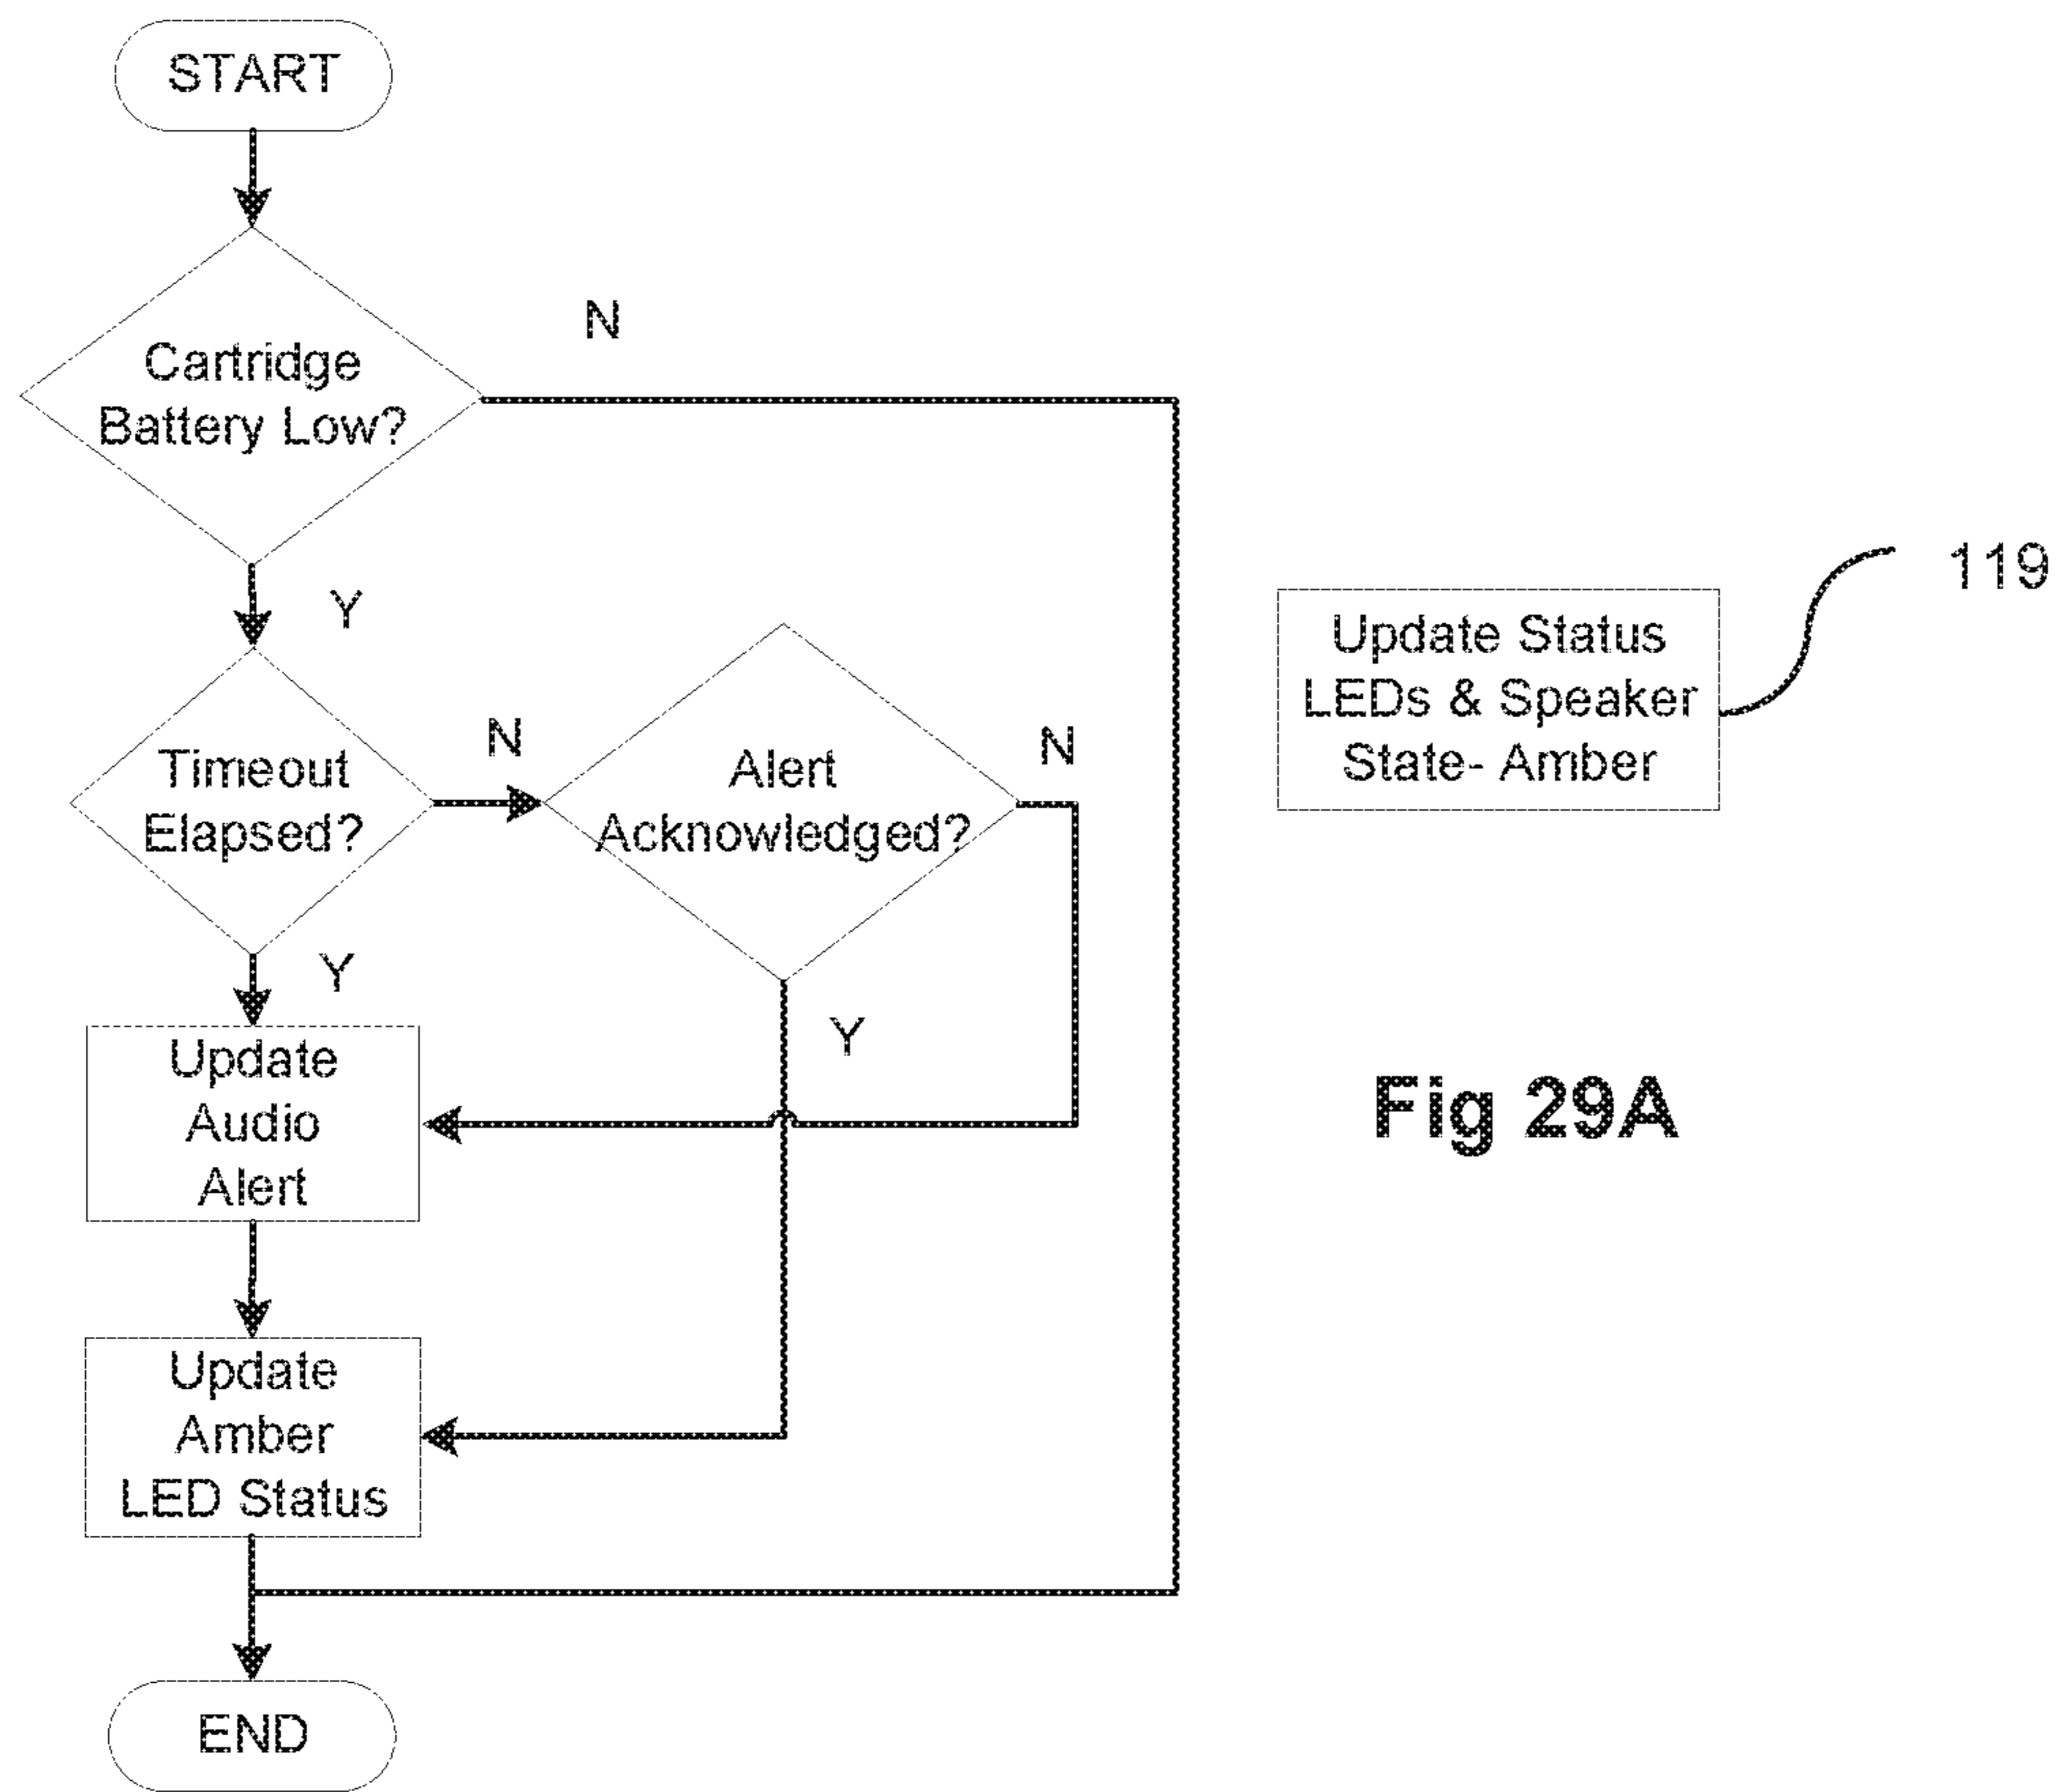 START
Cartridge
Battery Low?
N
Y
Timeout
Elapsed?
N
Alert
Acknowledged?
N
Y
Y
Update
Audio
Alert
Update
Amber
LED Status
END
119
Update Status
LEDs & Speaker
State- Amber
Fig 29A